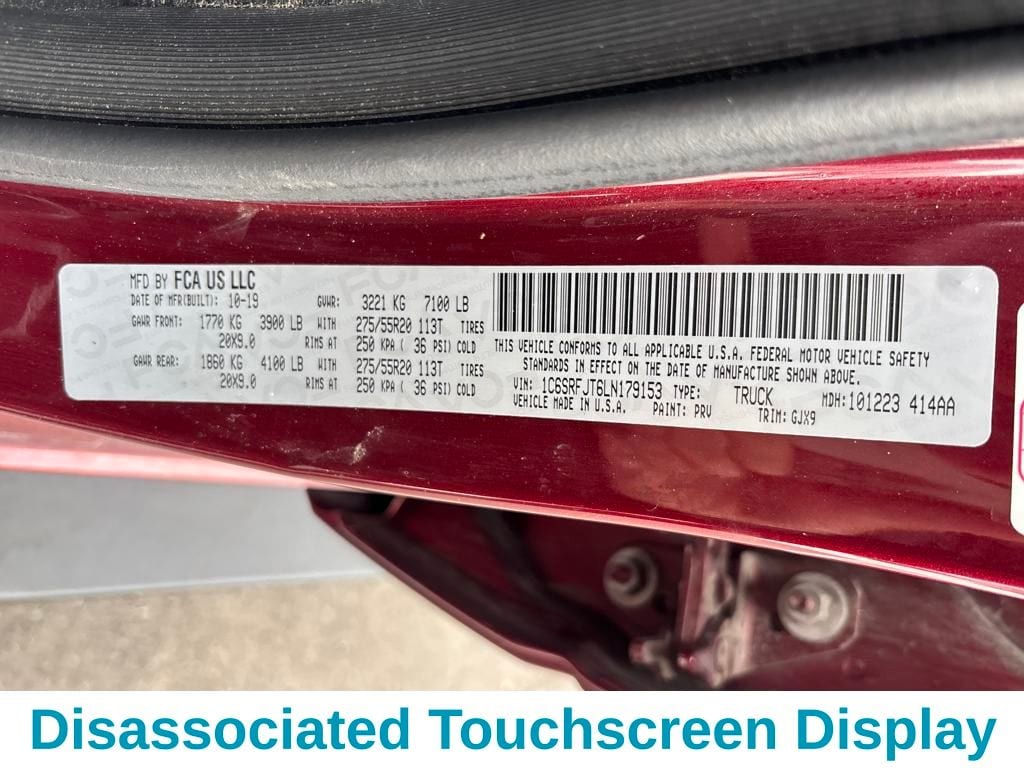 MFD BY FCA US LLC
DATE OF MFR(BUILT): 10-19 GVWR: 3221 KG 7100 LB
GAWR FRONT: 1770 KG 3900 LB WITH 275/55R20 113T TIRES
20X9.0 RIMS AT 250 KPA ( 36 PSI) COLD
GAWR REAR: 1860 KG 4100 LB WITH 275/55R20 113T TIRES
20X9.0 RIMS AT 250 KPA ( 36 PSI) COLD
THIS VEHICLE CONFORMS TO ALL APPLICABLE U.S.A. FEDERAL MOTOR VEHICLE SAFETY
STANDARDS IN EFFECT ON THE DATE OF MANUFACTURE SHOWN ABOVE.
VIN: 1C6SRFJT6LN179153 TYPE: TRUCK MDH:101223 414AA
VEHICLE MADE IN U.S.A. PAINT: PRV TRIM: GJX9
Disassociated Touchscreen Display